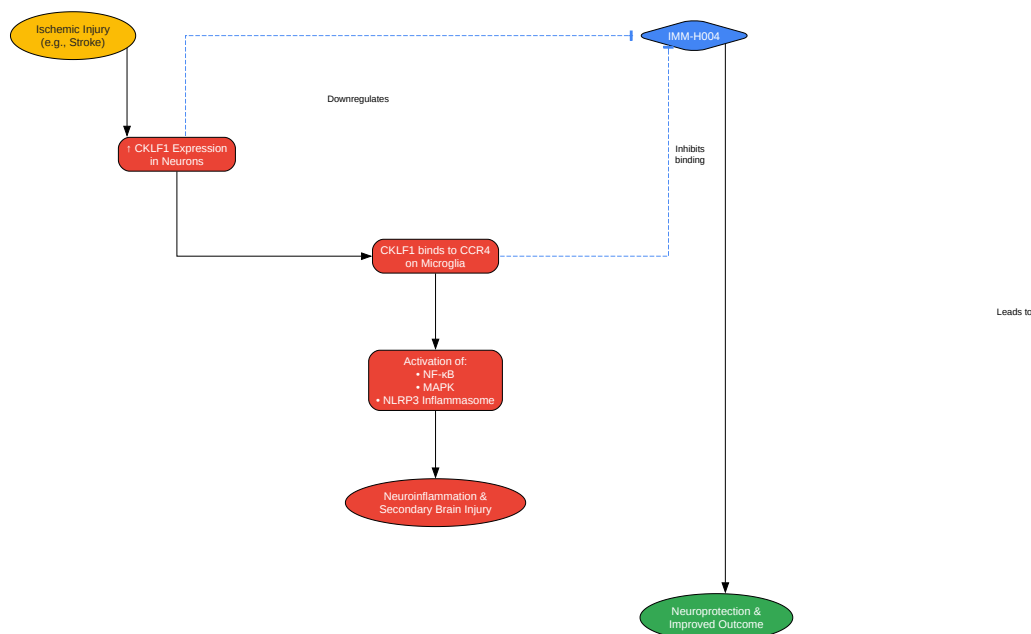 Ischemic Injury
(e.g., Stroke)
IMM-H004
Downregulates
↑ CKLF1 Expression
in Neurons
Inhibits
binding
CKLF1 binds to CCR4
on Microglia
Leads to
Activation of:
• NF-κB
• MAPK
• NLRP3 Inflammasome
Neuroinflammation &
Secondary Brain Injury
Neuroprotection &
Improved Outcome